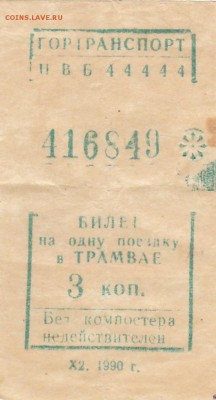 COINS.LAVE.RU
ГОРТРАНСПОРТ
НВБ 44444
416849
БИЛЕТ
на одну поездку
в ТРАМВАЕ
3 коп.
Без компостера
недействителен
Х2. 1990 г.